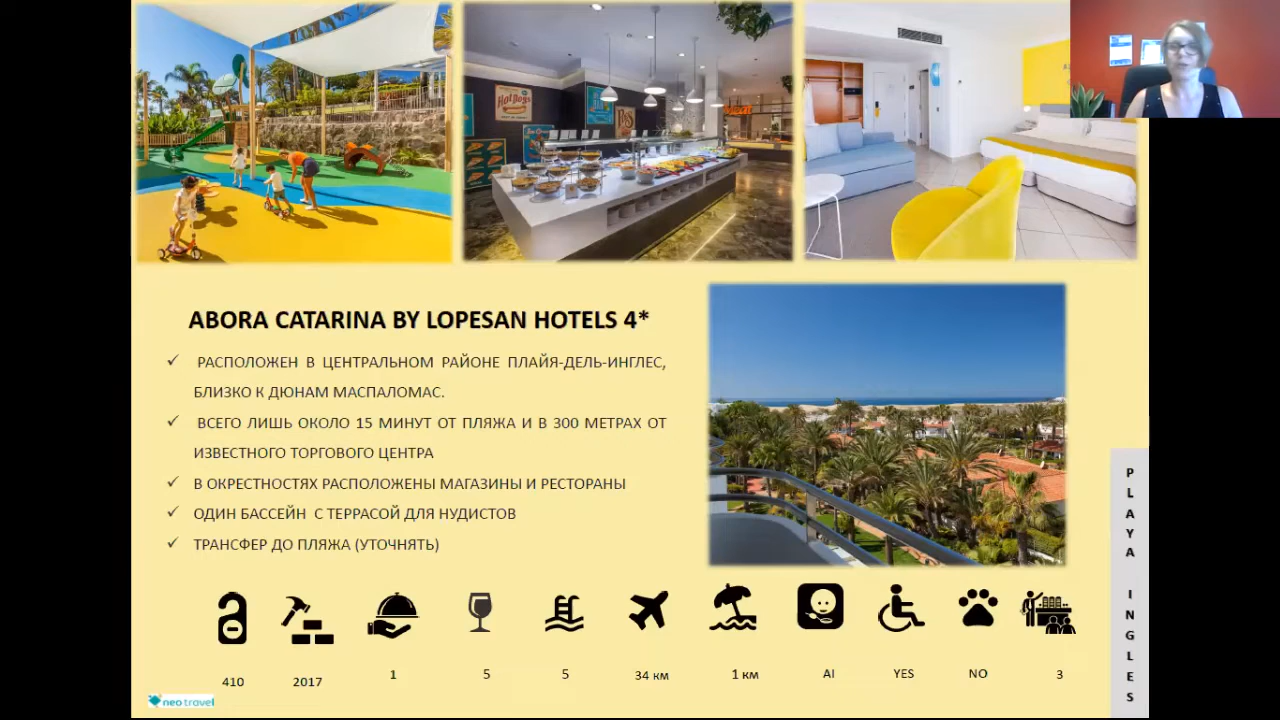 HOT DOGS
ABORA CATARINA BY LOPESAN HOTELS 4*
РАСПОЛОЖЕН В ЦЕНТРАЛЬНОМ РАЙОНЕ ПЛАЙЯ-ДЕЛЬ-ИНГЛЕС,
БЛИЗКО К ДЮНАМ МАСПАЛОМАС.
ВСЕГО ЛИШЬ ОКОЛО 15 МИНУТ ОТ ПЛЯЖА И В 300 МЕТРАХ ОТ
ИЗВЕСТНОГО ТОРГОВОГО ЦЕНТРА
В ОКРЕСТНОСТЯХ РАСПОЛОЖЕНЫ МАГАЗИНЫ И РЕСТОРАНЫ
ОДИН БАССЕЙН С ТЕРРАСОЙ ДЛЯ НУДИСТОВ
ТРАНСФЕР ДО ПЛЯЖА (УТОЧНЯТЬ)
410 2017 1 5 5 34 км 1 км AI YES NO 3
neo travel
PLAYA INGLES